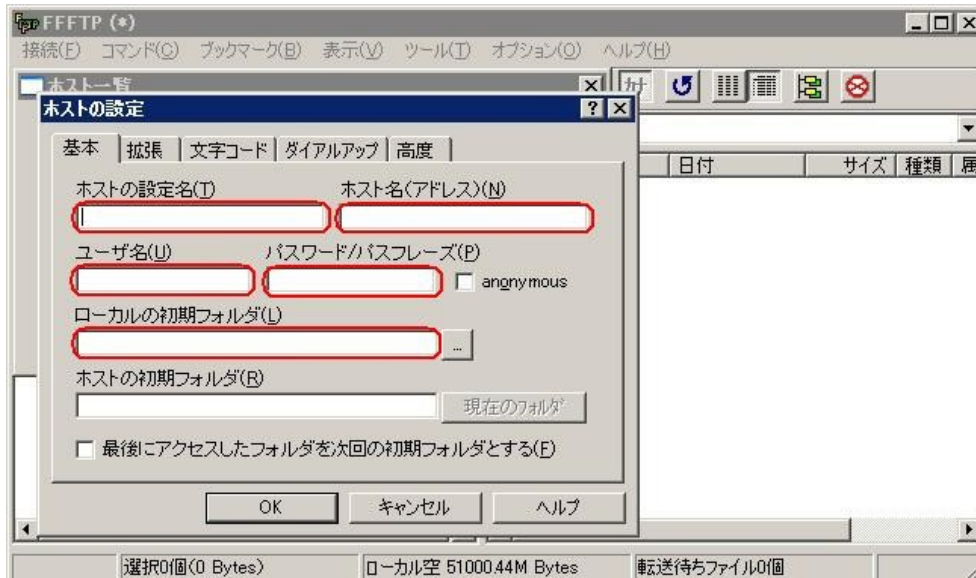 FFFTP (*)
接続(F) コマンド(C) ブックマーク(B) 表示(V) ツール(T) オプション(O) ヘルプ(H)
ホスト一覧
ホストの設定
基本 拡張 文字コード ダイアルアップ 高度
ホストの設定名(T) ホスト名(アドレス)(N)
ユーザ名(U) パスワード/パスフレーズ(P)
anonymous
ローカルの初期フォルダ(L)
...
ホストの初期フォルダ(R)
現在のフォルダ
最後にアクセスしたフォルダを次回の初期フォルダとする(F)
OK キャンセル ヘルプ
日付 サイズ 種類 属
選択0個(0 Bytes) ローカル空 51000.44M Bytes 転送待ちファイル0個